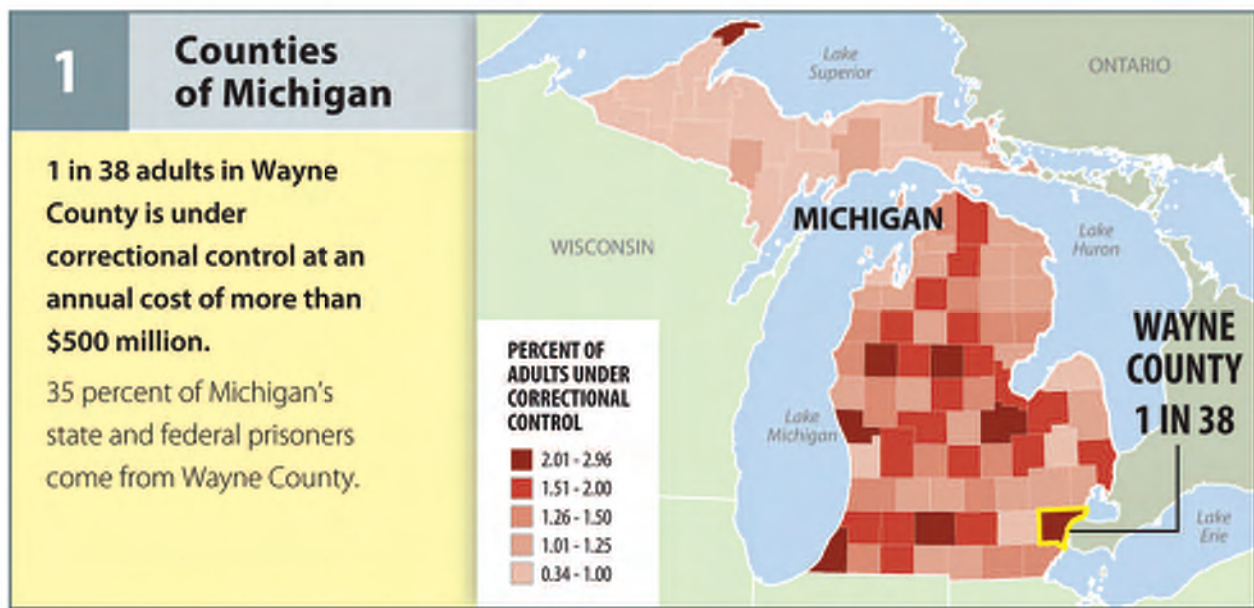 1
Counties
of Michigan
1 in 38 adults in Wayne
County is under
correctional control at an
annual cost of more than
$500 million.
35 percent of Michigan's
state and federal prisoners
come from Wayne County.
Lake
Superior
ONTARIO
WISCONSIN
MICHIGAN
Lake
Huron
Lake
Michigan
WAYNE
COUNTY
1 IN 38
Lake
Erie
PERCENT OF
ADULTS UNDER
CORRECTIONAL
CONTROL
2.01 - 2.96
1.51 - 2.00
1.26 - 1.50
1.01 - 1.25
0.34 - 1.00